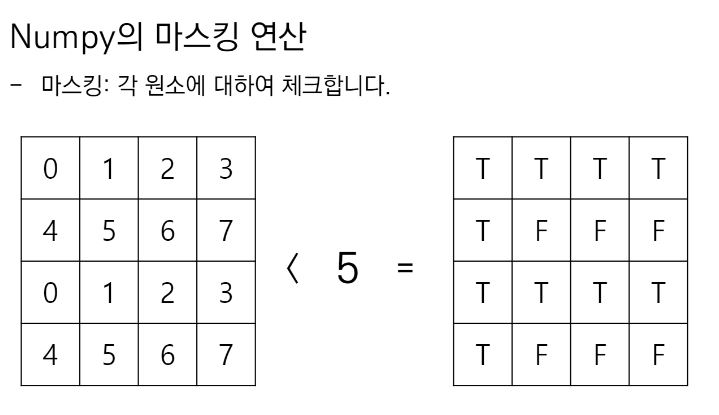 Numpy의 마스킹 연산
- 마스킹: 각 원소에 대하여 체크합니다.
0 1 2 3 T T T T
4 5 6 7 T F F F
< 5 =
0 1 2 3 T T T T
4 5 6 7 T F F F